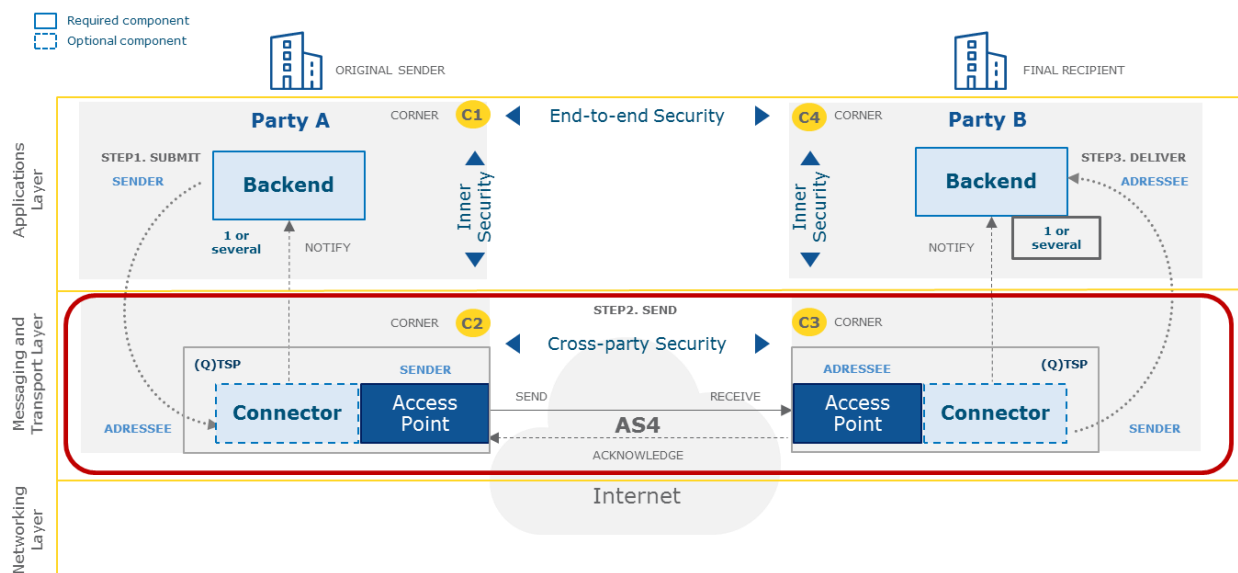 Required component
Optional component
ORIGINAL SENDER
FINAL RECIPIENT
Applications
Layer
Party A
CORNER
C1
End-to-end Security
C4
CORNER
Party B
STEP1. SUBMIT
SENDER
Backend
Inner
Security
Inner
Security
Backend
STEP3. DELIVER
ADRESSEE
1 or
several
NOTIFY
NOTIFY
1 or
several
Messaging and
Transport Layer
STEP2. SEND
CORNER
C2
Cross-party Security
C3
CORNER
(Q)TSP
SENDER
ADRESSEE
(Q)TSP
Connector
Access
Point
SEND
RECEIVE
Access
Point
Connector
AS4
ADRESSEE
SENDER
ACKNOWLEDGE
Internet
Networking
Layer